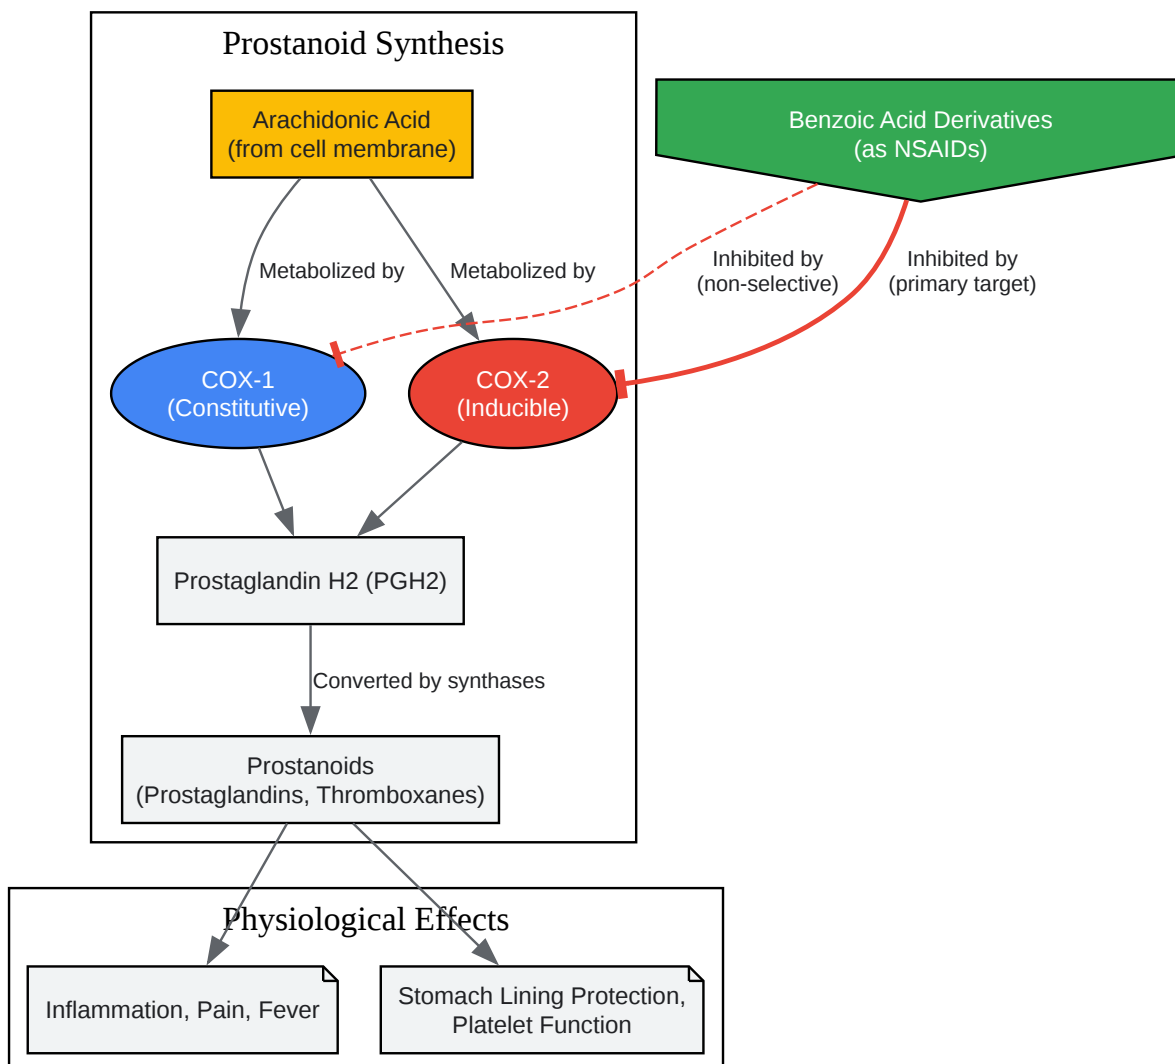 Prostanoid Synthesis
Arachidonic Acid
(from cell membrane)
Benzoic Acid Derivatives
(as NSAIDs)
Metabolized by
Metabolized by
Inhibited by
(non-selective)
Inhibited by
(primary target)
COX-1
(Constitutive)
COX-2
(Inducible)
Prostaglandin H2 (PGH2)
Converted by synthases
Prostanoids
(Prostaglandins, Thromboxanes)
Physiological Effects
Inflammation, Pain, Fever
Stomach Lining Protection,
Platelet Function